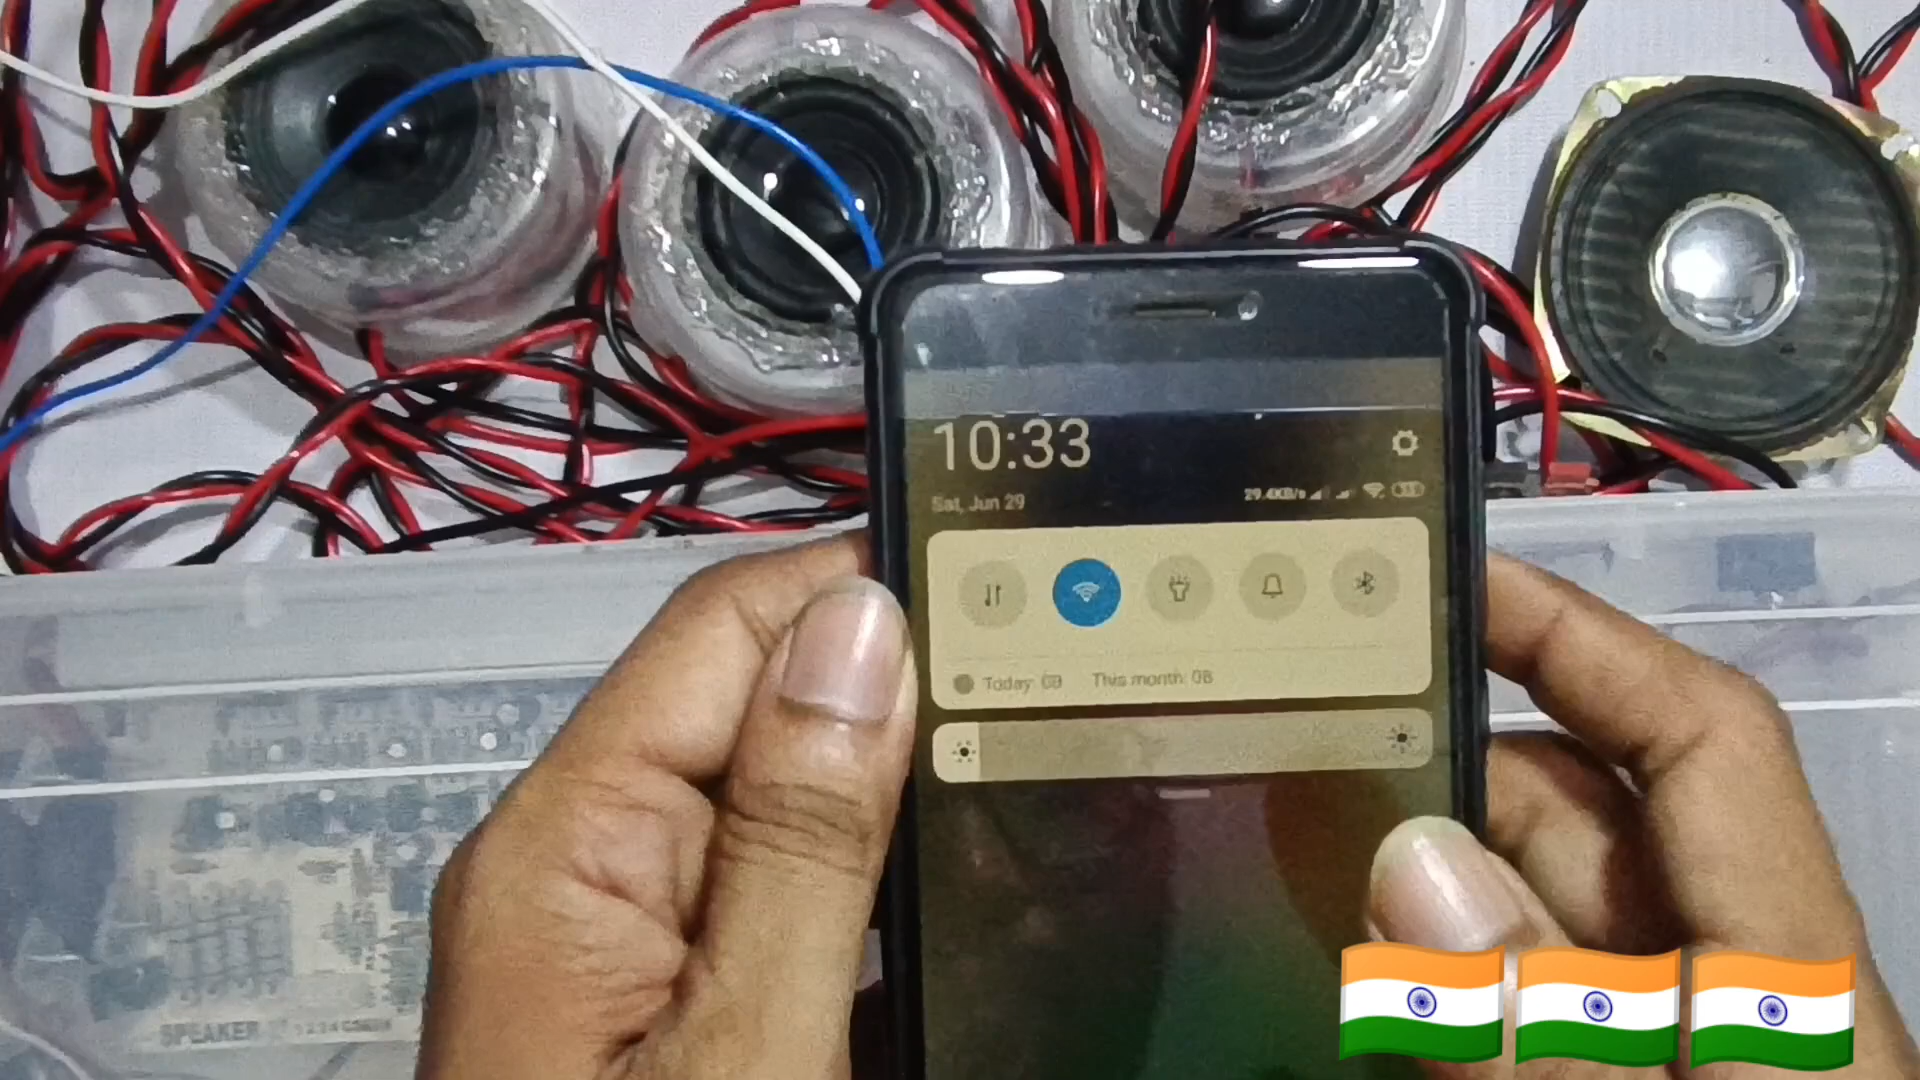 10:33
Sat, Jun 29
29.4KB/s
Today: 0B This month: 0B
SPEAKER